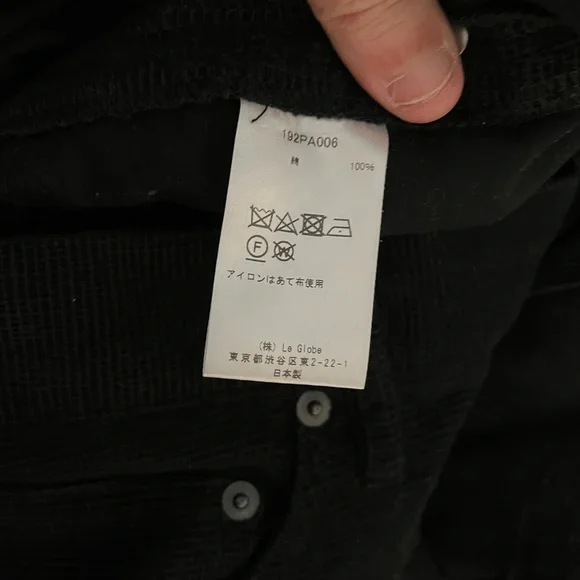 192PA006
綿 100%
F W
アイロンはあて布使用
(株) Le Globe
東京都渋谷区東2-22-1
日本製